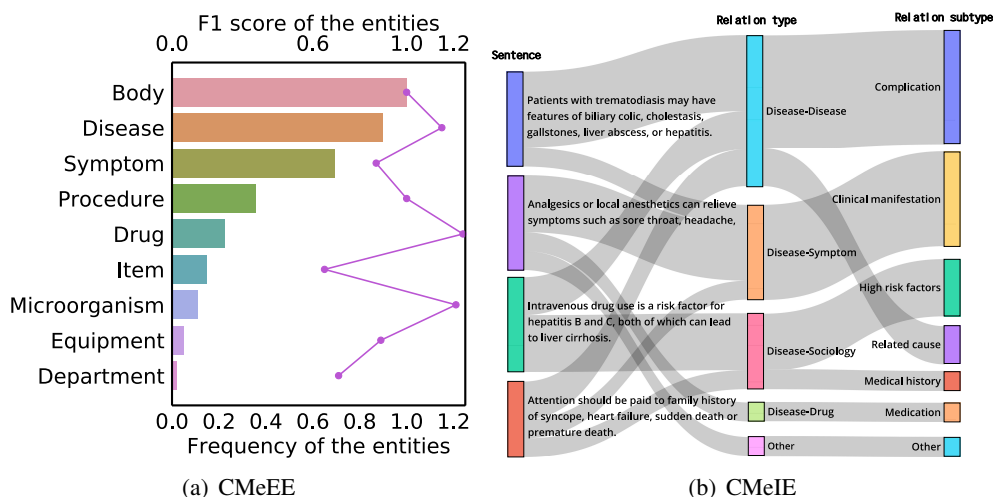 F1 score of the entities
0.0 0.6 1.0 1.2
Body
Disease
Symptom
Procedure
Drug
Item
Microorganism
Equipment
Department
0.0 0.2 0.4 0.6 0.8 1.0 1.2
Frequency of the entities
(a) CMeEE
Sentence
Relation type
Relation subtype
Patients with trematodiasis may have
features of biliary colic, cholestasis,
gallstones, liver abscess, or hepatitis.
Analgesics or local anesthetics can relieve
symptoms such as sore throat, headache,
Intravenous drug use is a risk factor for
hepatitis B and C, both of which can lead
to liver cirrhosis.
Attention should be paid to family history
of syncope, heart failure, sudden death or
premature death.
Disease-Disease
Disease-Symptom
Disease-Sociology
Disease-Drug
Other
Complication
Clinical manifestation
High risk factors
Related cause
Medical history
Medication
Other
(b) CMeIE